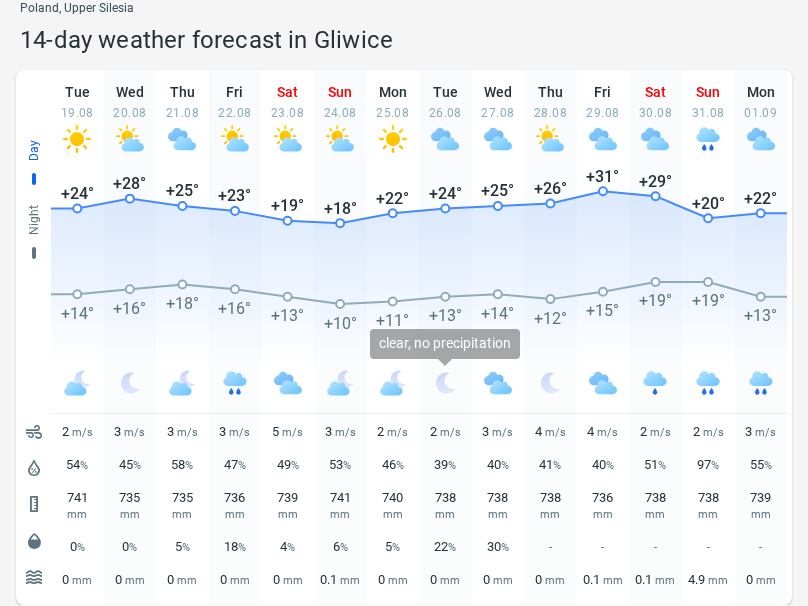 Poland, Upper Silesia
14-day weather forecast in Gliwice
Tue Wed Thu Fri Sat Sun Mon Tue Wed Thu Fri Sat Sun Mon
19.08 20.08 21.08 22.08 23.08 24.08 25.08 26.08 27.08 28.08 29.08 30.08 31.08 01.09
Day
+24° +28° +25° +23° +19° +18° +22° +24° +25° +26° +31° +29° +20° +22°
Night
+14° +16° +18° +16° +13° +10° +11° +13° +14° +12° +15° +19° +19° +13°
clear, no precipitation
2 m/s 3 m/s 3 m/s 3 m/s 5 m/s 3 m/s 2 m/s 2 m/s 3 m/s 4 m/s 4 m/s 2 m/s 2 m/s 3 m/s
54% 45% 58% 47% 49% 53% 46% 39% 40% 41% 40% 51% 97% 55%
741 735 735 736 739 741 740 738 738 738 736 738 738 739
mm mm mm mm mm mm mm mm mm mm mm mm mm mm
0% 0% 5% 18% 4% 6% 5% 22% 30% - - - - -
0 mm 0 mm 0 mm 0 mm 0 mm 0.1 mm 0 mm 0 mm 0 mm 0 mm 0.1 mm 0.1 mm 4.9 mm 0 mm